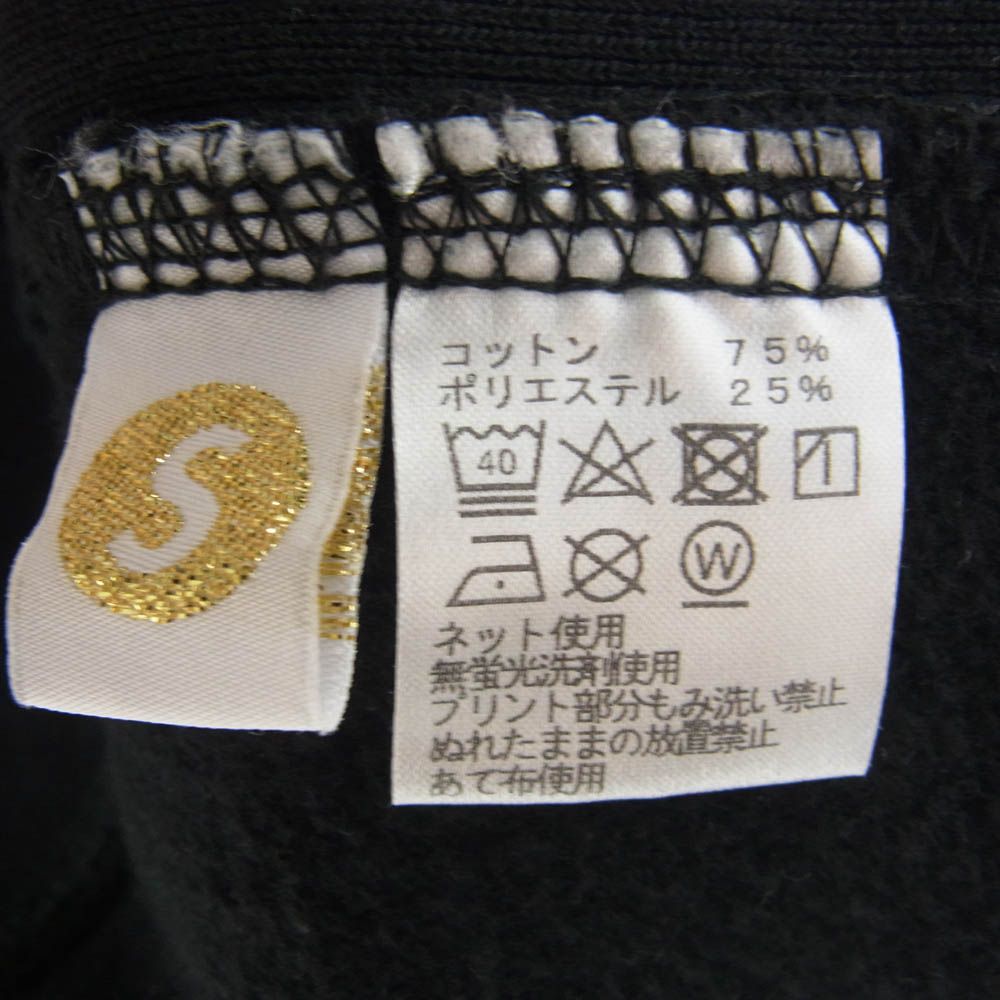 S
コットン 75%
ポリエステル 25%
40
W
ネット使用
無蛍光洗剤使用
プリント部分もみ洗い禁止
ぬれたままの放置禁止
あて布使用